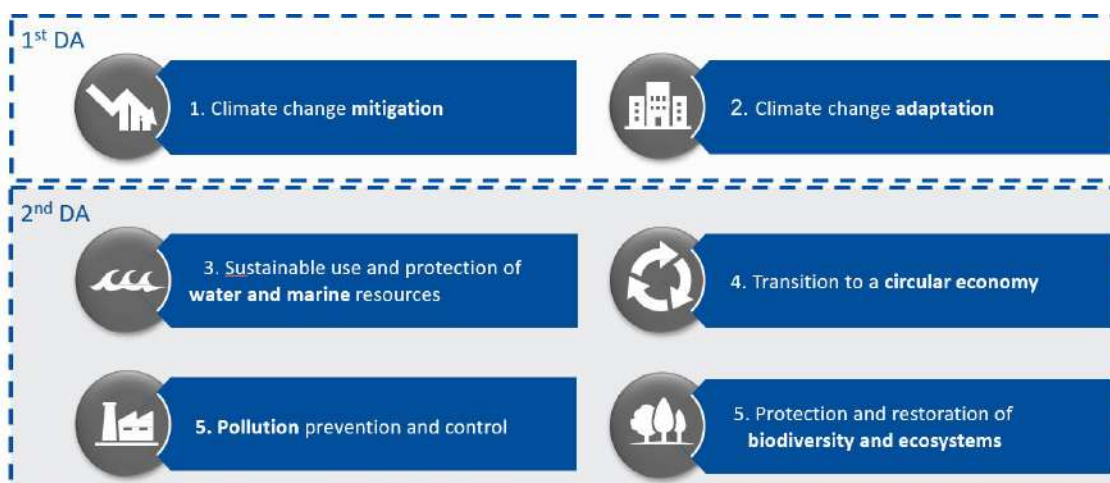 1st DA
1. Climate change mitigation
2. Climate change adaptation
2nd DA
3. Sustainable use and protection of
water and marine resources
4. Transition to a circular economy
5. Pollution prevention and control
5. Protection and restoration of
biodiversity and ecosystems